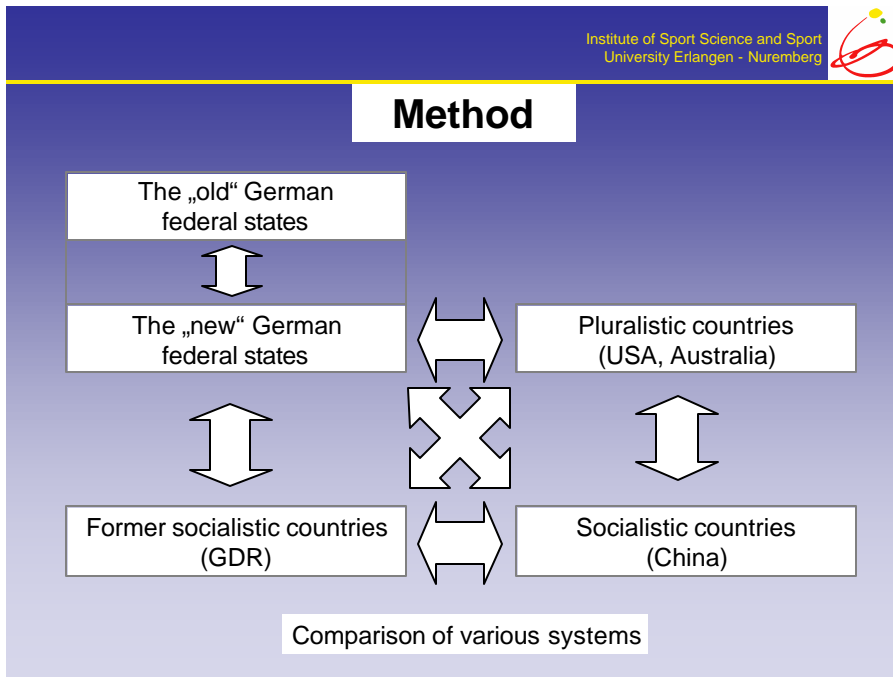 Institute of Sport Science and Sport
University Erlangen - Nuremberg
Method
The „old“ German
federal states
The „new“ German
federal states
Pluralistic countries
(USA, Australia)
Former socialistic countries
(GDR)
Socialistic countries
(China)
Comparison of various systems